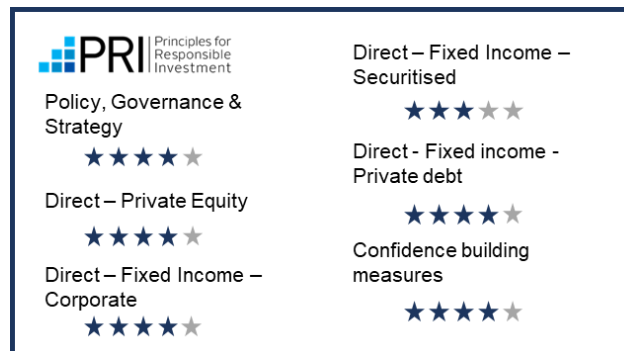 PRI Principles for
Responsible
Investment
Policy, Governance &
Strategy
★★★★★
Direct – Private Equity
★★★★★
Direct – Fixed Income –
Corporate
★★★★★
Direct – Fixed Income –
Securitised
★★★★★
Direct - Fixed income -
Private debt
★★★★★
Confidence building
measures
★★★★★